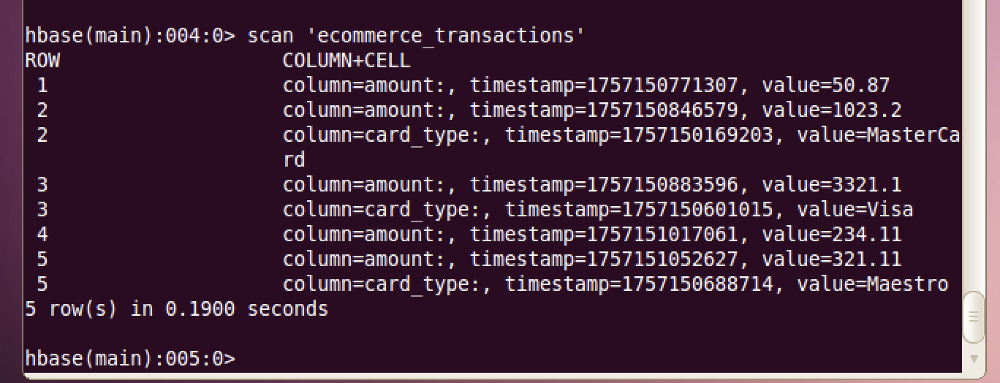 hbase(main):004:0> scan 'ecommerce_transactions'
ROW                   COLUMN+CELL
 1                    column=amount:, timestamp=1757150771307, value=50.87
 2                    column=amount:, timestamp=1757150846579, value=1023.2
 2                    column=card_type:, timestamp=1757150169203, value=MasterCa
                      rd
 3                    column=amount:, timestamp=1757150883596, value=3321.1
 3                    column=card_type:, timestamp=1757150601015, value=Visa
 4                    column=amount:, timestamp=1757151017061, value=234.11
 5                    column=amount:, timestamp=1757151052627, value=321.11
 5                    column=card_type:, timestamp=1757150688714, value=Maestro
5 row(s) in 0.1900 seconds
hbase(main):005:0>